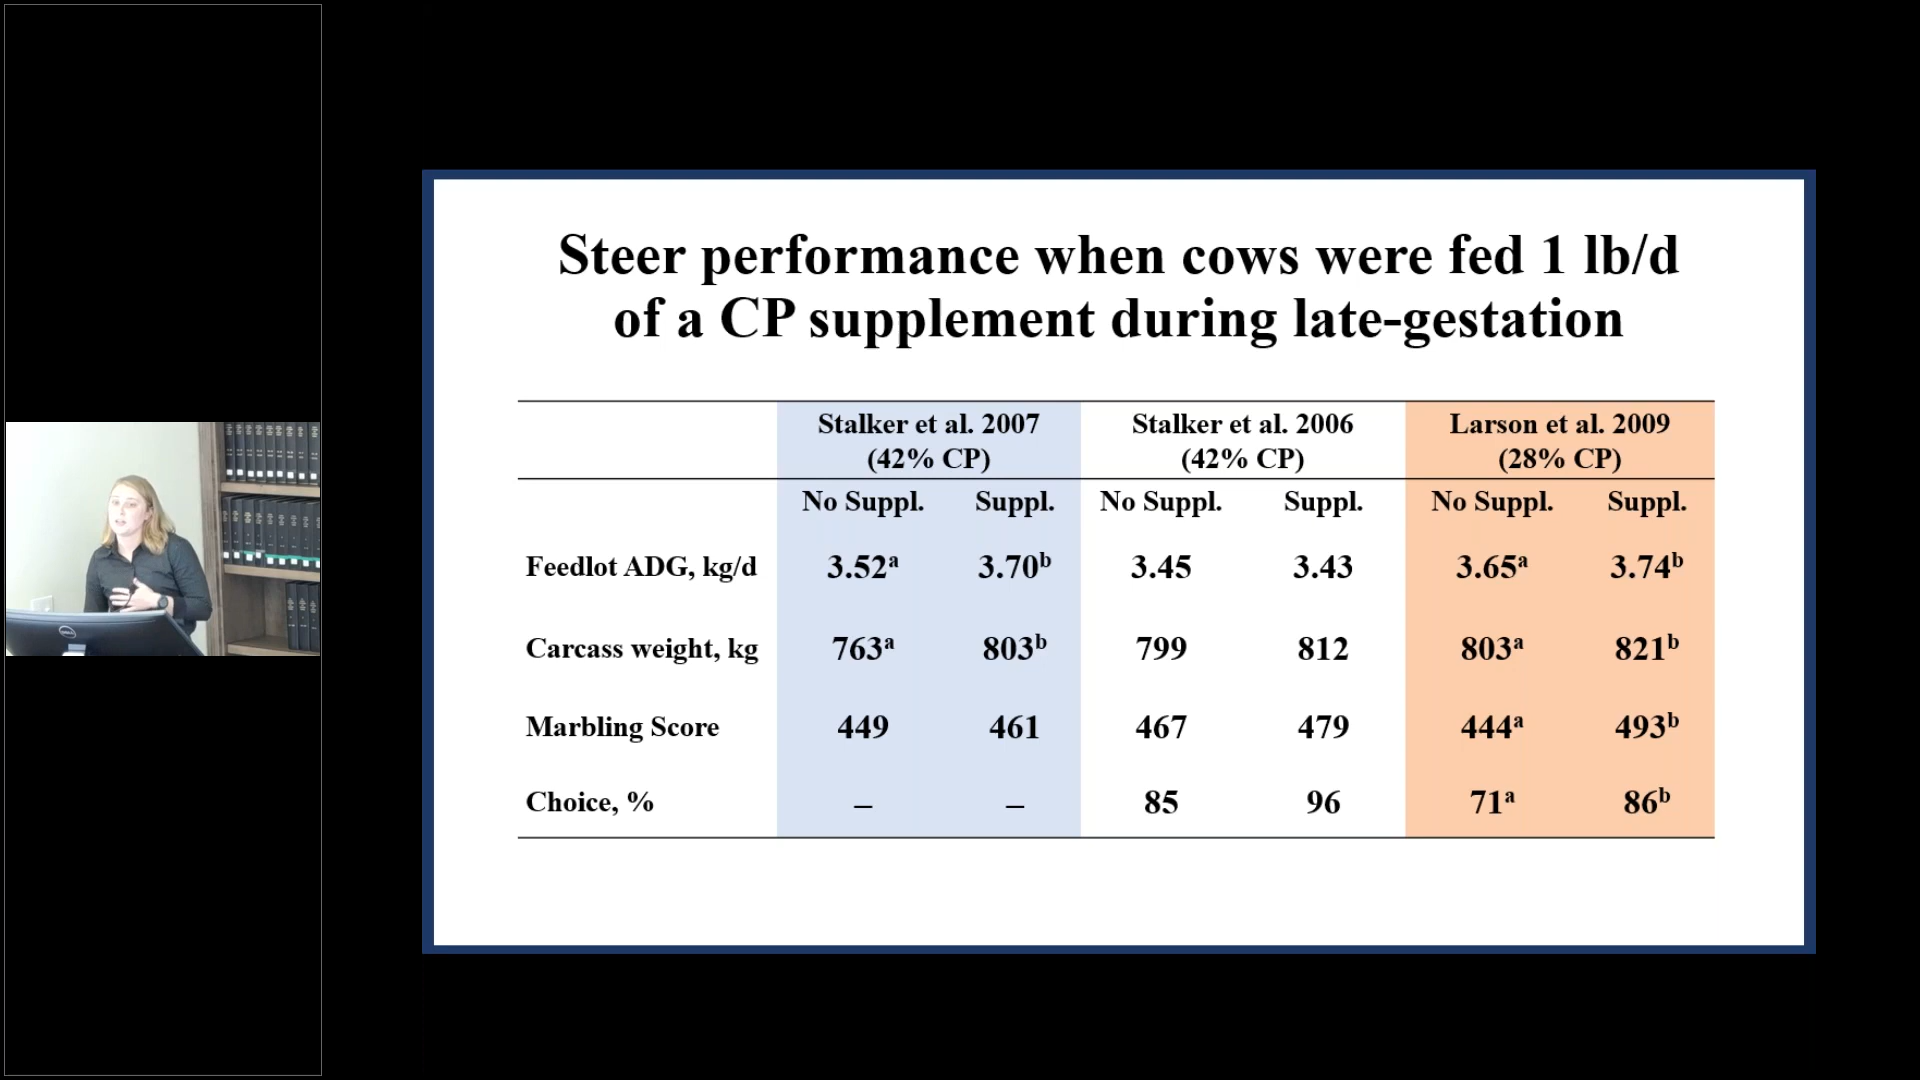 Steer performance when cows were fed 1 lb/d
of a CP supplement during late-gestation
Stalker et al. 2007 Stalker et al. 2006 Larson et al. 2009
(42% CP) (42% CP) (28% CP)
No Suppl. Suppl. No Suppl. Suppl. No Suppl. Suppl.
Feedlot ADG, kg/d 3.52ᵃ 3.70ᵇ 3.45 3.43 3.65ᵃ 3.74ᵇ
Carcass weight, kg 763ᵃ 803ᵇ 799 812 803ᵃ 821ᵇ
Marbling Score 449 461 467 479 444ᵃ 493ᵇ
Choice, % – – 85 96 71ᵃ 86ᵇ